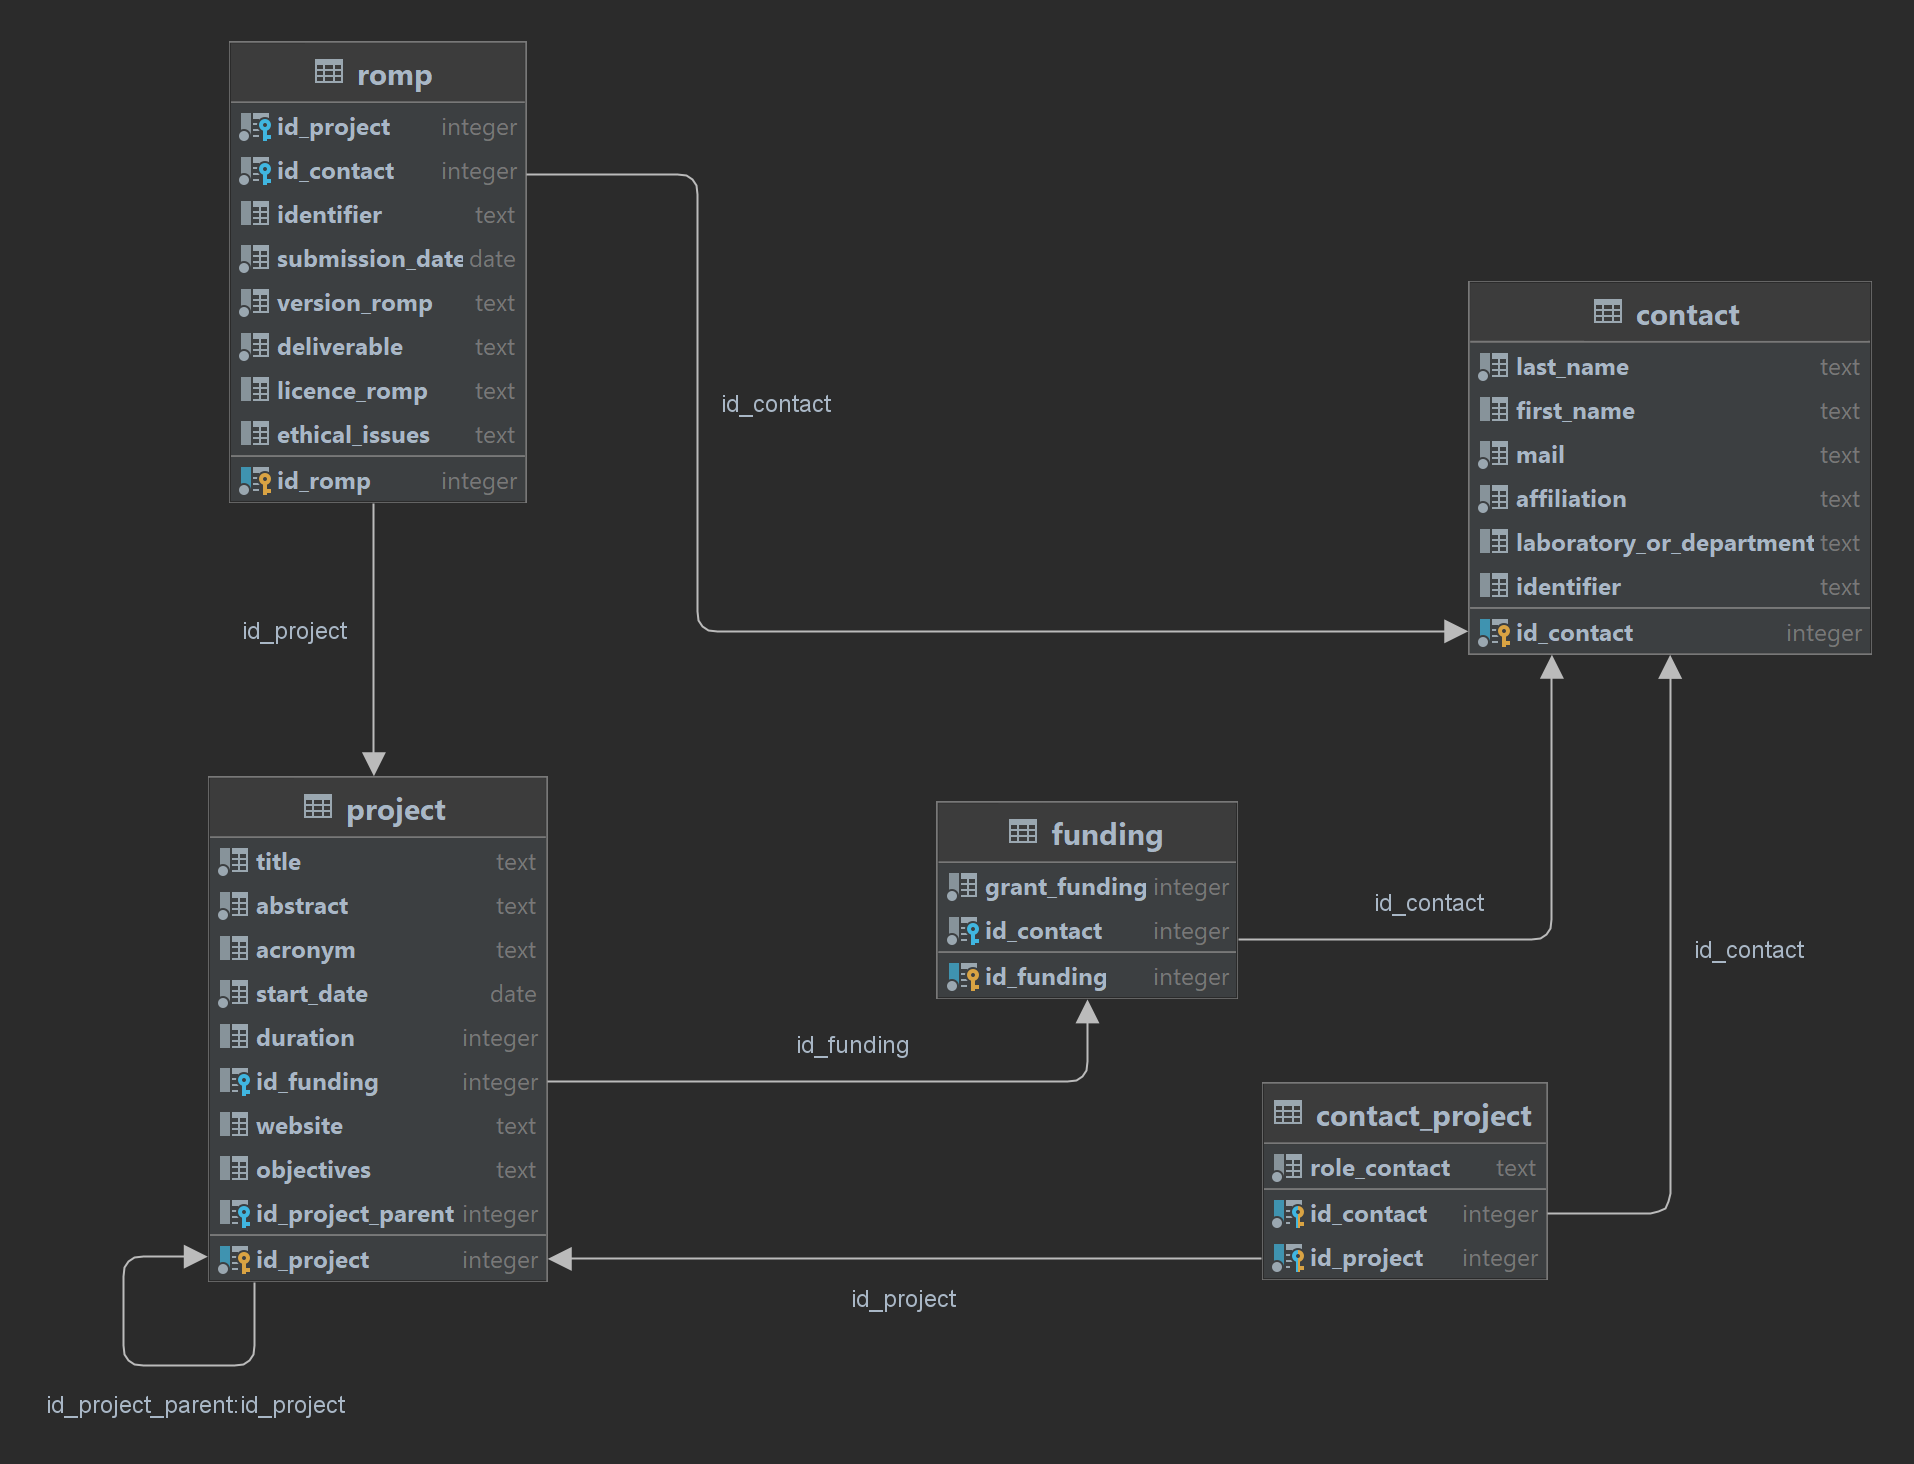 romp
id_project integer
id_contact integer
identifier text
submission_date date
version_romp text
deliverable text
licence_romp text
ethical_issues text
id_romp integer
id_contact
contact
last_name text
first_name text
mail text
affiliation text
laboratory_or_department text
identifier text
id_contact integer
id_project
project
title text
abstract text
acronym text
start_date date
duration integer
id_funding integer
website text
objectives text
id_project_parent integer
id_project integer
funding
grant_funding integer
id_contact integer
id_funding integer
id_contact
id_contact
id_funding
contact_project
role_contact text
id_contact integer
id_project integer
id_project
id_project_parent:id_project